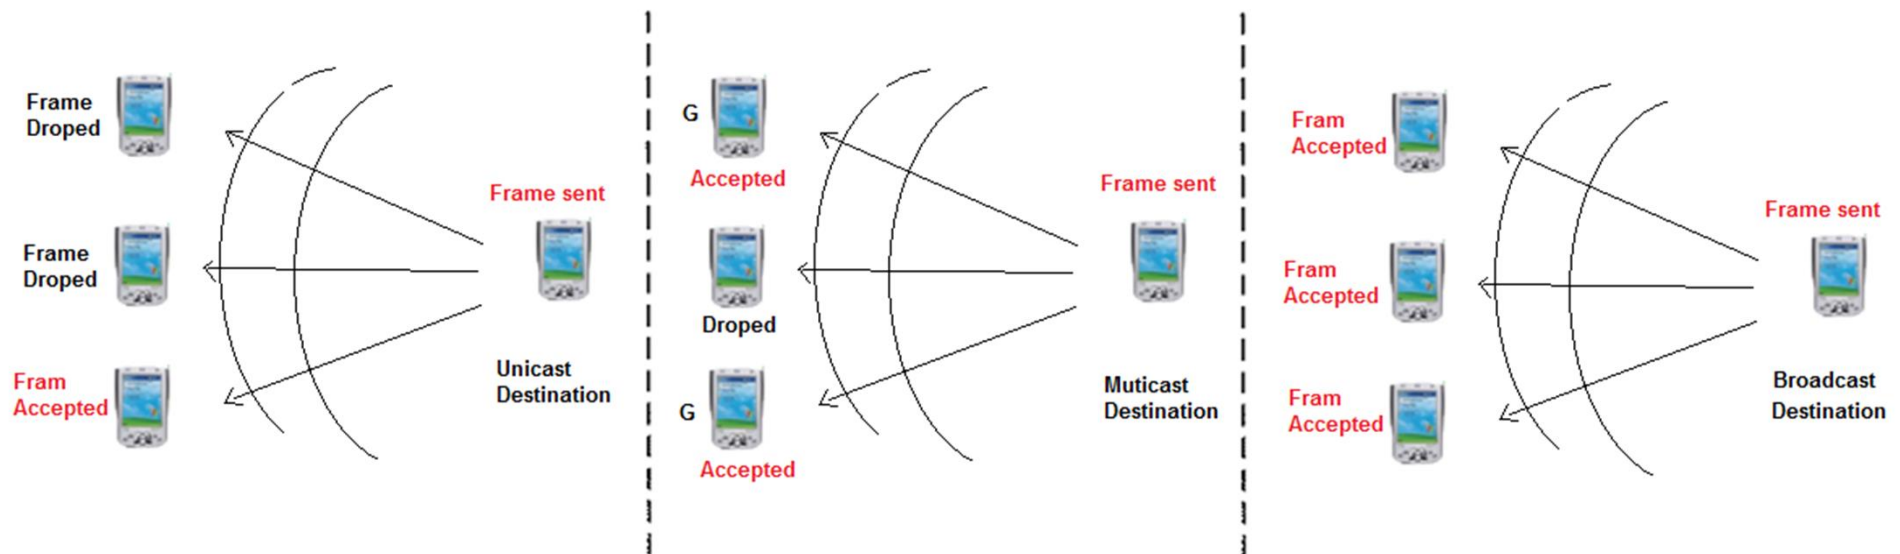 Frame
Droped
Frame sent
Frame
Droped
Fram
Accepted
Unicast
Destination
G
Accepted
Frame sent
Droped
G
Accepted
Muticast
Destination
Fram
Accepted
Frame sent
Fram
Accepted
Fram
Accepted
Broadcast
Destination